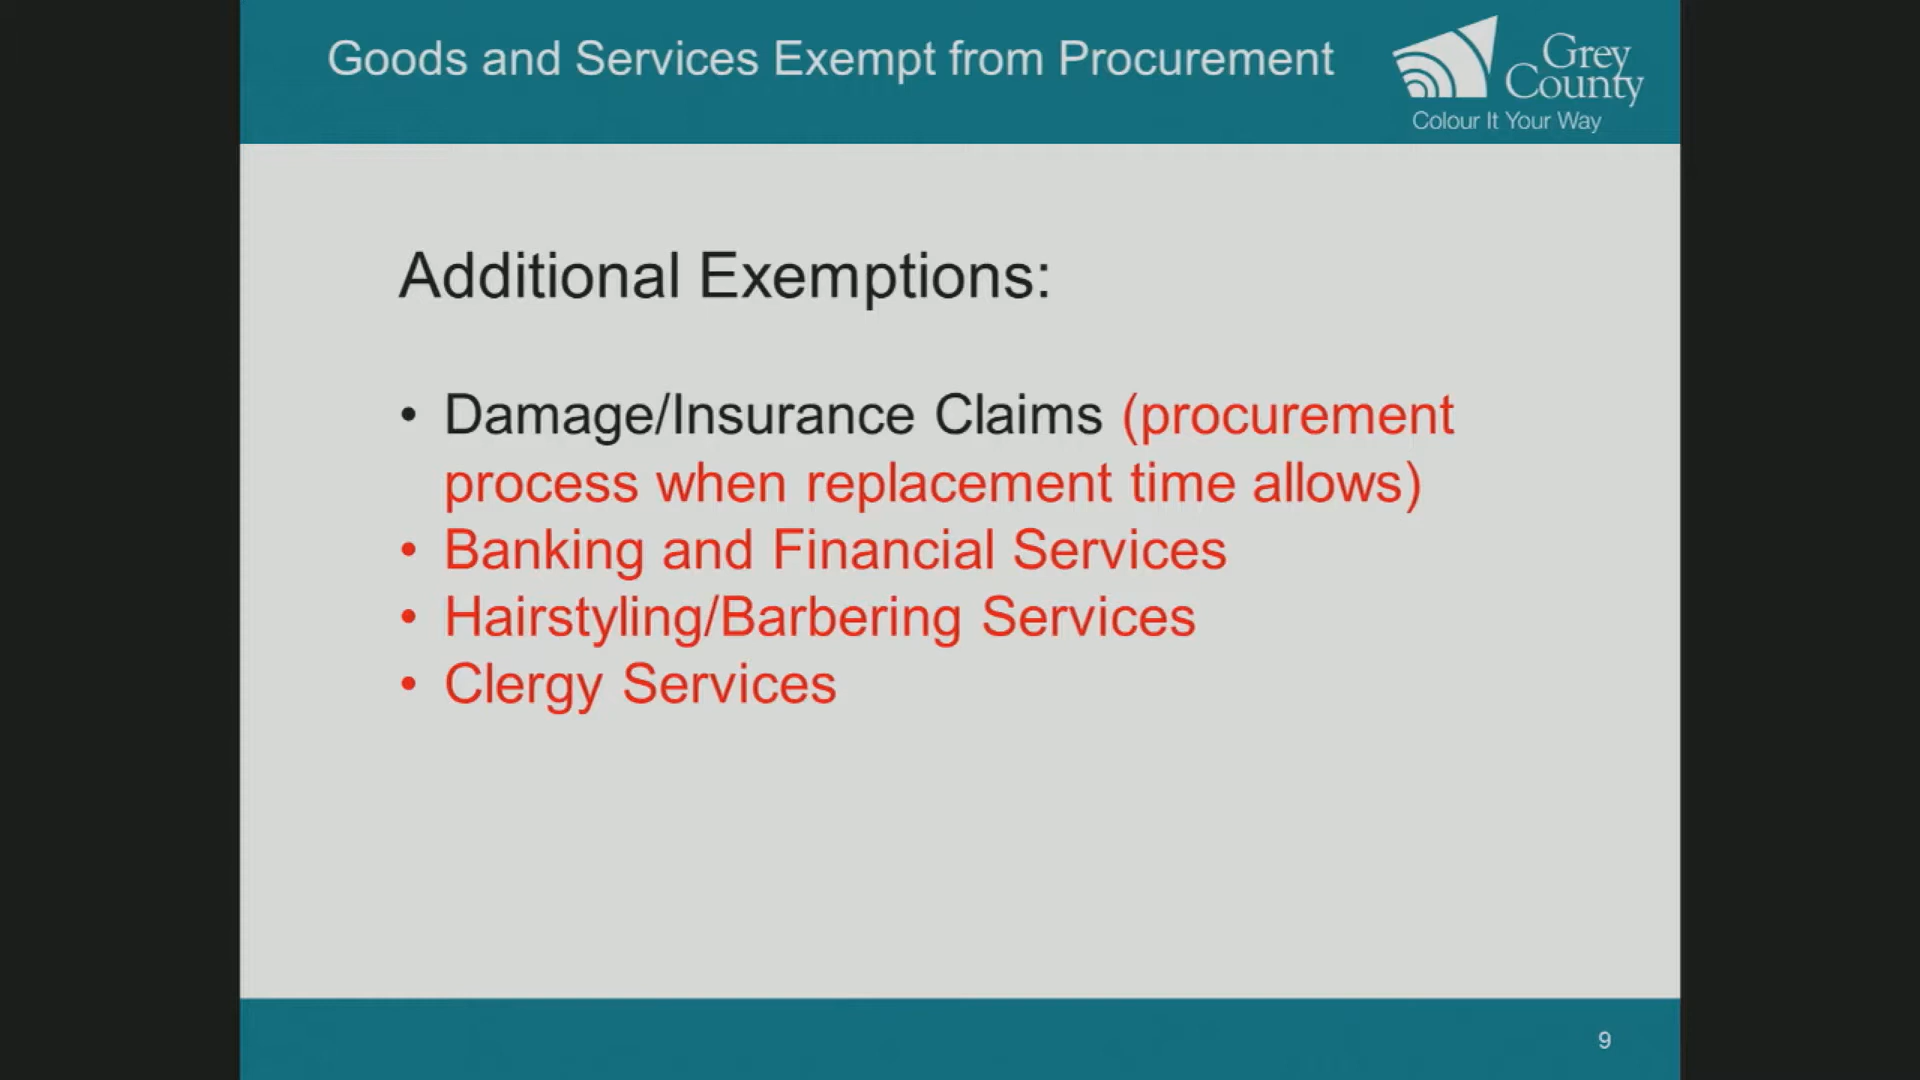 Goods and Services Exempt from Procurement
Grey
County
Colour It Your Way
Additional Exemptions:
• Damage/Insurance Claims (procurement
process when replacement time allows)
• Banking and Financial Services
• Hairstyling/Barbering Services
• Clergy Services
9